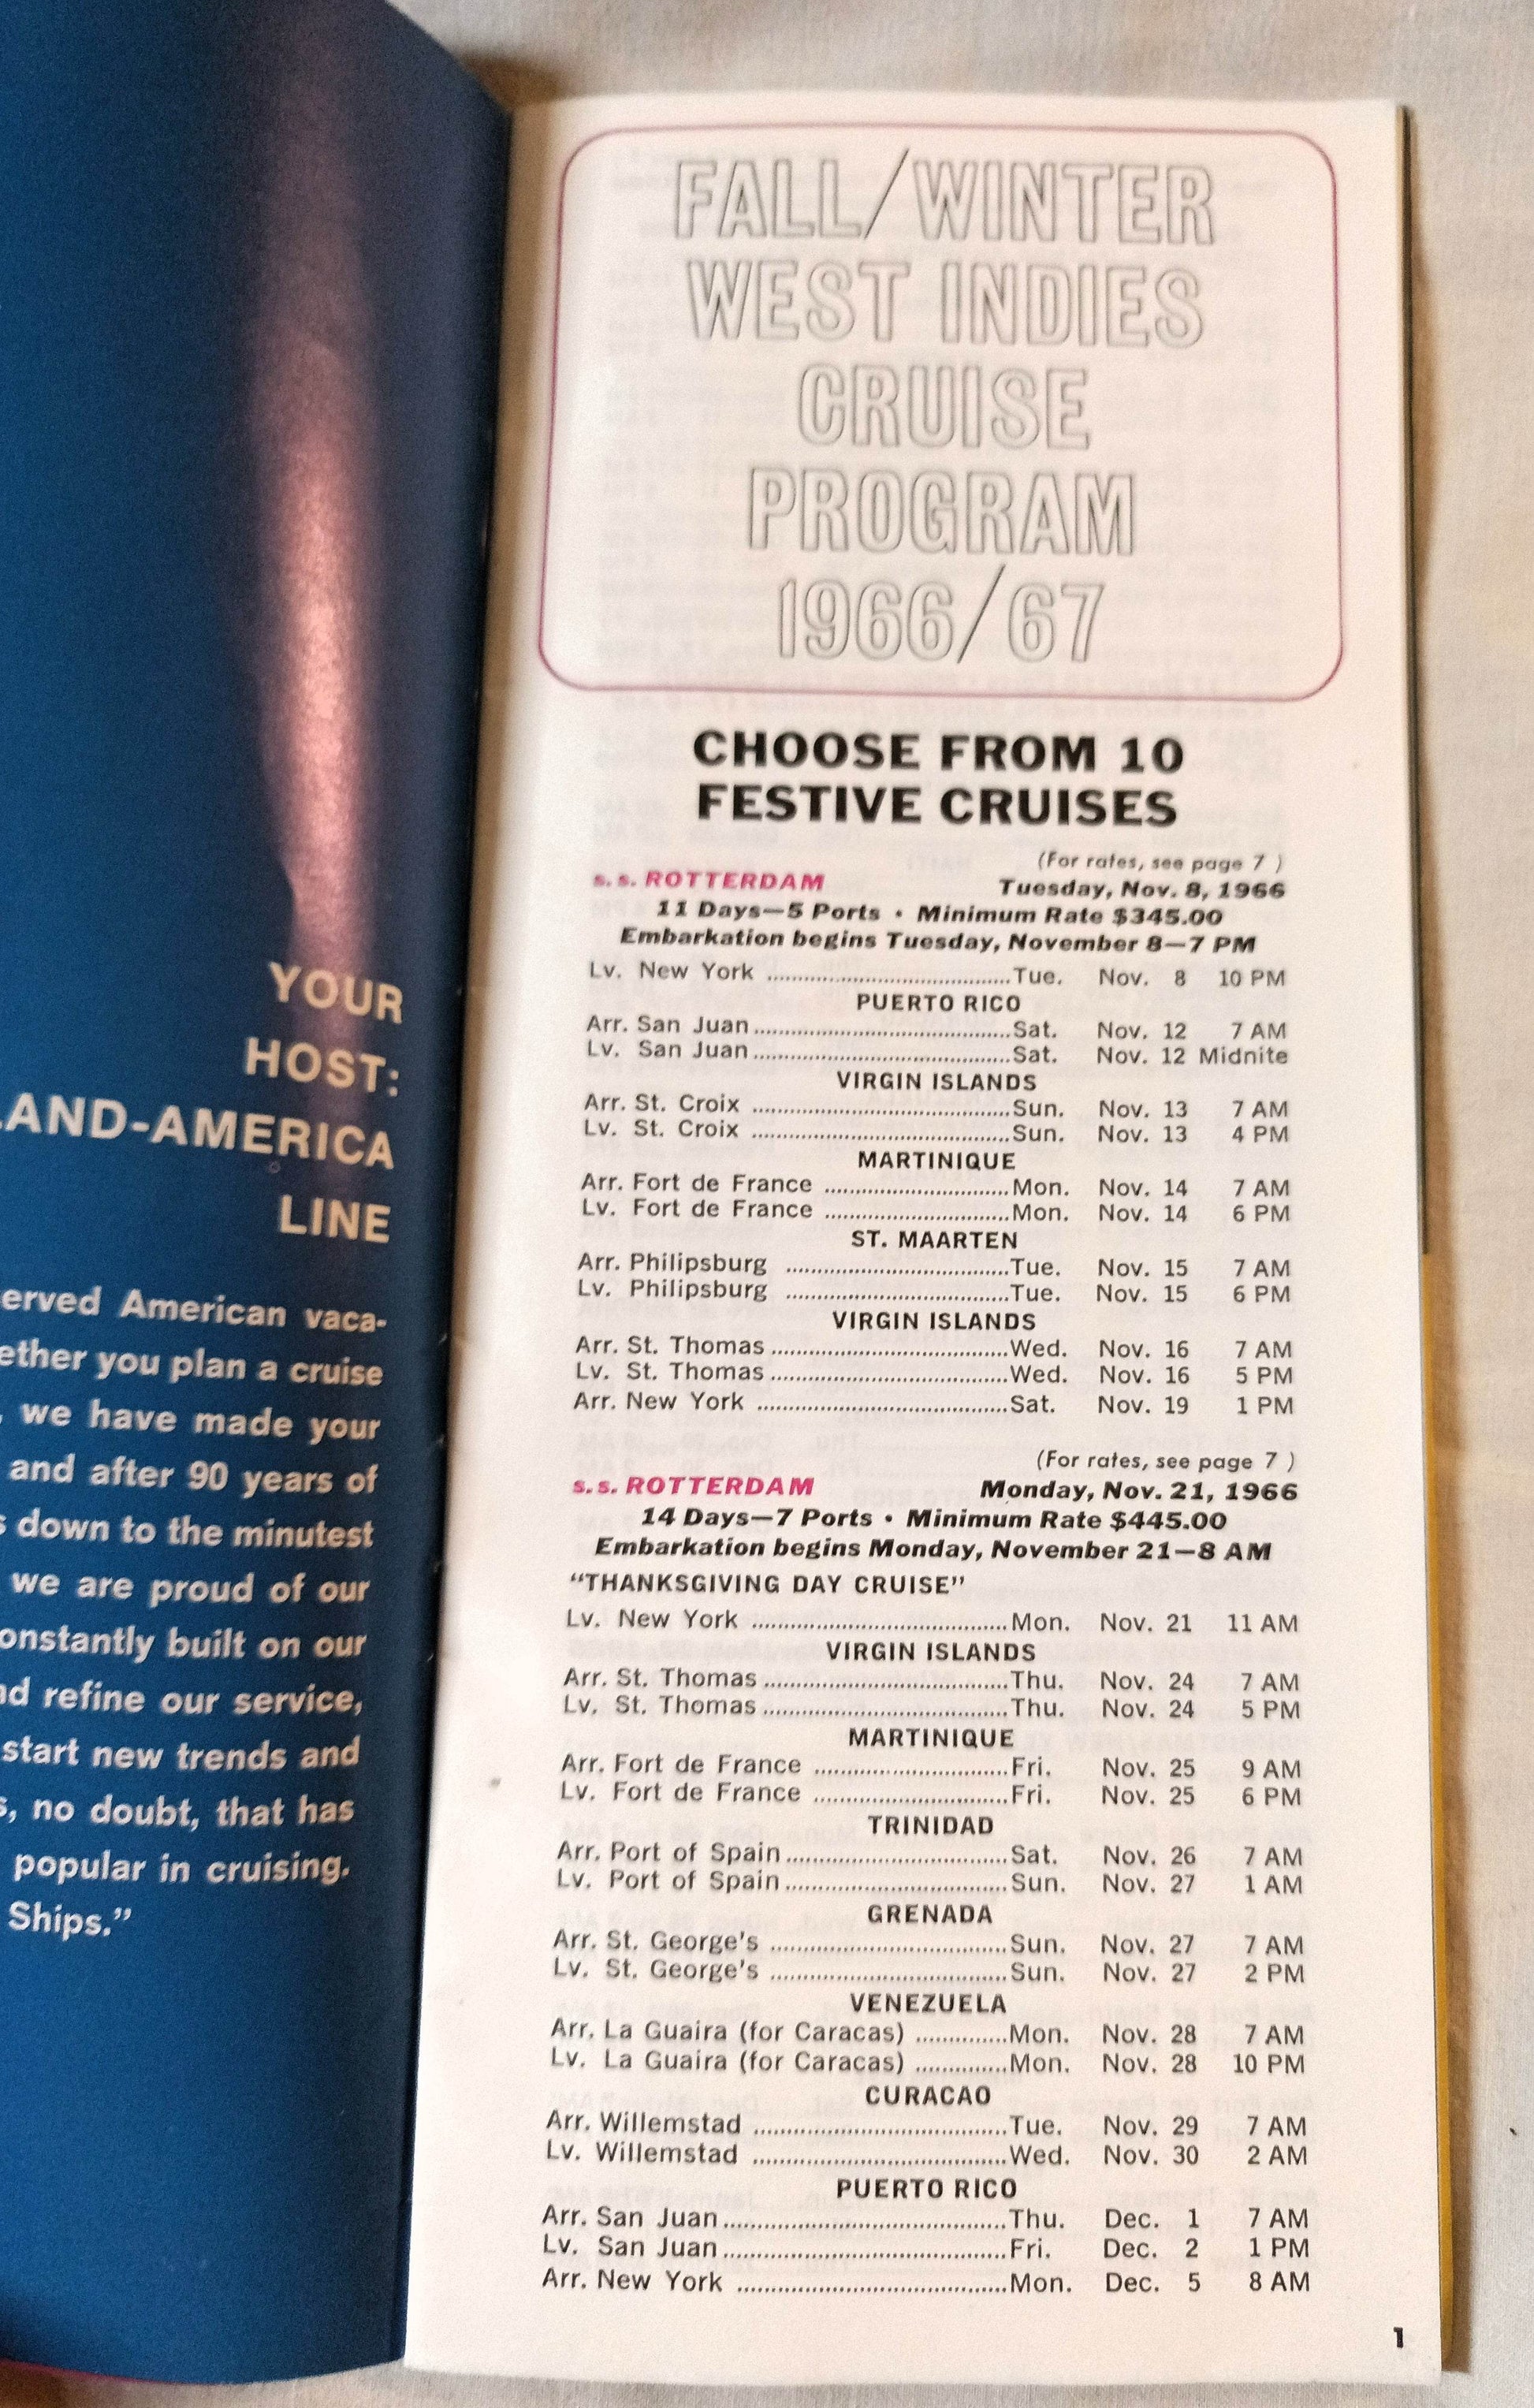 YOUR
HOST:
LAND-AMERICA
LINE
erved American vaca-
ether you plan a cruise
, we have made your
and after 90 years of
s down to the minutest
we are proud of our
onstantly built on our
nd refine our service,
start new trends and
s, no doubt, that has
popular in cruising.
Ships.”
FALL/WINTER
WEST INDIES
CRUISE
PROGRAM
1966/67
CHOOSE FROM 10
FESTIVE CRUISES
(For rates, see page 7 )
s.s. ROTTERDAM Tuesday, Nov. 8, 1966
11 Days—5 Ports • Minimum Rate $345.00
Embarkation begins Tuesday, November 8—7 PM
Lv. New York ........ Tue. Nov. 8 10 PM
PUERTO RICO
Arr. San Juan ........ Sat. Nov. 12 7 AM
Lv. San Juan ........ Sat. Nov. 12 Midnite
VIRGIN ISLANDS
Arr. St. Croix ........ Sun. Nov. 13 7 AM
Lv. St. Croix ........ Sun. Nov. 13 4 PM
MARTINIQUE
Arr. Fort de France ........ Mon. Nov. 14 7 AM
Lv. Fort de France ........ Mon. Nov. 14 6 PM
ST. MAARTEN
Arr. Philipsburg ........ Tue. Nov. 15 7 AM
Lv. Philipsburg ........ Tue. Nov. 15 6 PM
VIRGIN ISLANDS
Arr. St. Thomas ........ Wed. Nov. 16 7 AM
Lv. St. Thomas ........ Wed. Nov. 16 5 PM
Arr. New York ........ Sat. Nov. 19 1 PM
(For rates, see page 7 )
s.s. ROTTERDAM Monday, Nov. 21, 1966
14 Days—7 Ports • Minimum Rate $445.00
Embarkation begins Monday, November 21—8 AM
“THANKSGIVING DAY CRUISE”
Lv. New York ........ Mon. Nov. 21 11 AM
VIRGIN ISLANDS
Arr. St. Thomas ........ Thu. Nov. 24 7 AM
Lv. St. Thomas ........ Thu. Nov. 24 5 PM
MARTINIQUE
Arr. Fort de France ........ Fri. Nov. 25 9 AM
Lv. Fort de France ........ Fri. Nov. 25 6 PM
TRINIDAD
Arr. Port of Spain ........ Sat. Nov. 26 7 AM
Lv. Port of Spain ........ Sun. Nov. 27 1 AM
GRENADA
Arr. St. George's ........ Sun. Nov. 27 7 AM
Lv. St. George's ........ Sun. Nov. 27 2 PM
VENEZUELA
Arr. La Guaira (for Caracas) ........ Mon. Nov. 28 7 AM
Lv. La Guaira (for Caracas) ........ Mon. Nov. 28 10 PM
CURACAO
Arr. Willemstad ........ Tue. Nov. 29 7 AM
Lv. Willemstad ........ Wed. Nov. 30 2 AM
PUERTO RICO
Arr. San Juan ........ Thu. Dec. 1 7 AM
Lv. San Juan ........ Fri. Dec. 2 1 PM
Arr. New York ........ Mon. Dec. 5 8 AM
1